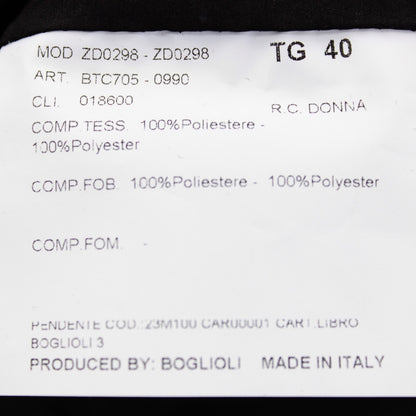 MOD ZD0298 - ZD0298 TG 40
ART. BTC705 - 0990
CLI. 018600 R.C. DONNA
COMP.TESS. 100%Poliestere -
100%Polyester
COMP.FOB. 100%Poliestere - 100%Polyester
COMP.FOM. -
PENDENTE COD.:23M100 CAR00001 CART.LIBRO
BOGLIOLI 3
PRODUCED BY: BOGLIOLI MADE IN ITALY